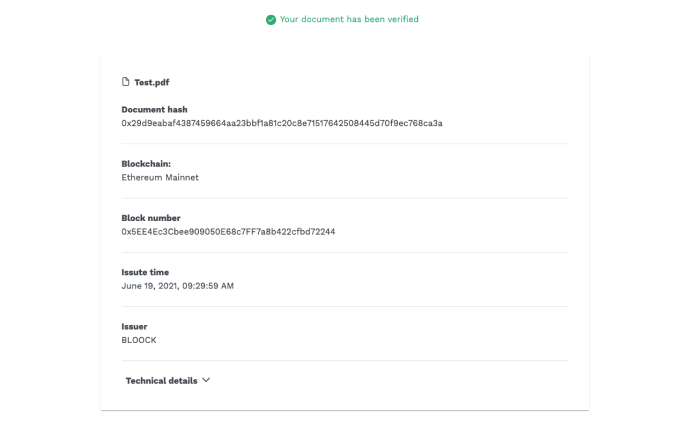 Your document has been verified
Test.pdf
Document hash
0x29d9eabaf4387459664aa23bbf1a81c20c8e71517642508445d70f9ec768ca3a
Blockchain:
Ethereum Mainnet
Block number
0x5EE4Ec3Cbee909050E68c7FF7a8b422cfbd72244
Issute time
June 19, 2021, 09:29:59 AM
Issuer
BLOOCK
Technical details